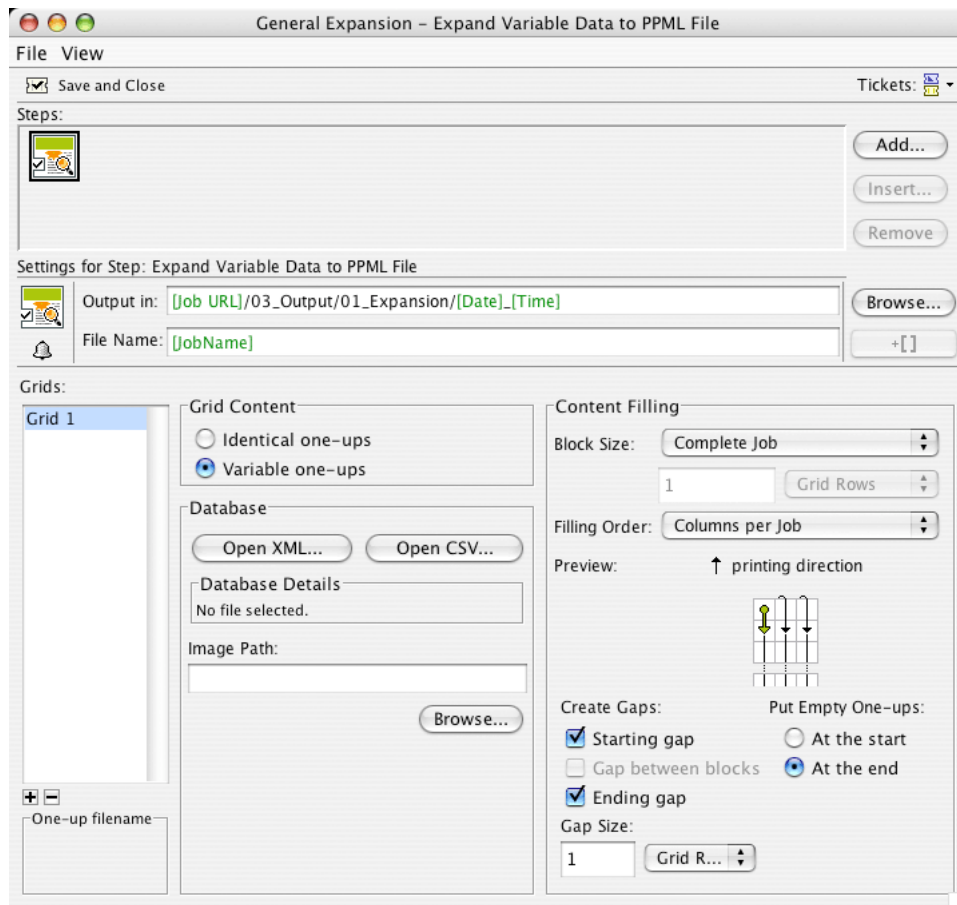 General Expansion – Expand Variable Data to PPML File
File View
Save and Close
Tickets:
Steps:
Add...
Insert...
Remove
Settings for Step: Expand Variable Data to PPML File
Output in: [Job URL]/03_Output/01_Expansion/[Date]_[Time]
Browse...
File Name: [JobName]
+[]
Grids:
Grid 1
One-up filename
Grid Content
Identical one-ups
Variable one-ups
Database
Open XML... Open CSV...
Database Details
No file selected.
Image Path:
Browse...
Content Filling
Block Size: Complete Job
1 Grid Rows
Filling Order: Columns per Job
Preview: ↑ printing direction
Create Gaps: Put Empty One-ups:
Starting gap At the start
Gap between blocks At the end
Ending gap
Gap Size:
1 Grid R...